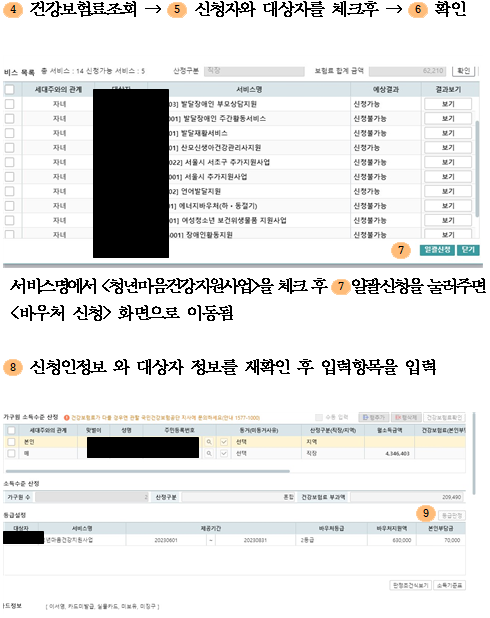 4 건강보험료조회 → 5 신청자와 대상자를 체크후 → 6 확인
비스 목록 총 서비스 : 14 신청가능 서비스 : 5 산정구분 직장 보험료 합계 금액 62,210 확인
세대주와의 관계 대상자 서비스명 예상결과 결과보기
자녀 03] 발달장애인 부모상담지원 신청가능 보기
자녀 001] 발달장애인 주간활동서비스 신청불가능 보기
자녀 001] 발달재활서비스 신청불가능 보기
자녀 01] 산모신생아건강관리사지원 신청불가능 보기
자녀 022] 서울시 서초구 추가지원사업 신청불가능 보기
자녀 001] 서울시 추가지원사업 신청불가능 보기
자녀 02] 언어발달지원 신청가능 보기
자녀 01] 에너지바우처(하·동절기) 신청불가능 보기
자녀 01] 여성청소년 보건위생물품 지원사업 신청불가능 보기
자녀 6001] 장애인활동지원 신청불가능 보기
7 일괄신청 닫기
서비스명에서 <청년마음건강지원사업>을 체크 후 7 일괄신청을 눌러주면
<바우처 신청> 화면으로 이동됨
8 신청인정보 와 대상자 정보를 재확인 후 입력항목을 입력
가구원 소득수준 산정 건강보험료가 다를 경우엔 관할 국민건강보험공단 지사에 문의하세요(안내 1577-1000) 수동 입력 행추가 행삭제 건강보험료확인
세대주와의 관계 맞벌이 성명 주민등록번호 동거(미동거사유) 산정구분(직장/지역) 월소득금액 건강보험료(본인부
본인 선택 지역
배 선택 직장 4,346,403
소득수준 산정
가구원 수 2 산정구분 혼합 건강보험료 부과액 209,490
등급설정 9 등급판정
대상자 서비스명 제공기간 바우처등급 바우처지원액 본인부담금
년마음건강지원사업 20230601 ~ 20230831 2등급 630,000 70,000
판정조건식보기 소득기준표
드정보 [ 이서명, 카드미발급, 실물카드, 미보유, 미징구 ]